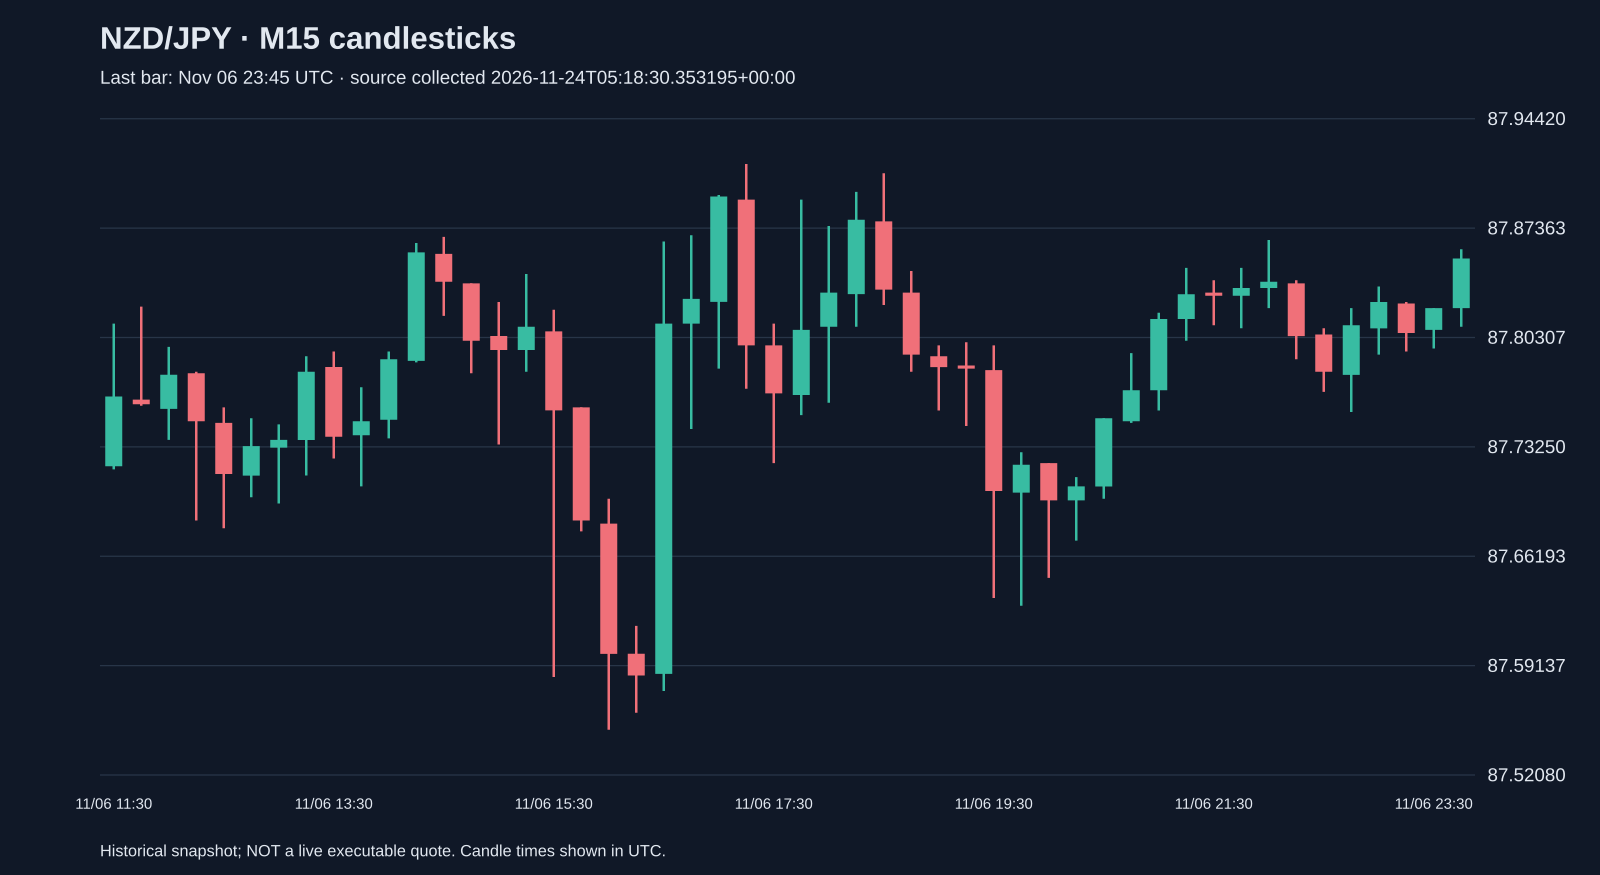 NZD/JPY · M15 candlesticks
Last bar: Nov 06 23:45 UTC · source collected 2026-11-24T05:18:30.353195+00:00
87.94420
87.87363
87.80307
87.73250
87.66193
87.59137
87.52080
11/06 11:30 11/06 13:30 11/06 15:30 11/06 17:30 11/06 19:30 11/06 21:30 11/06 23:30
Historical snapshot; NOT a live executable quote. Candle times shown in UTC.